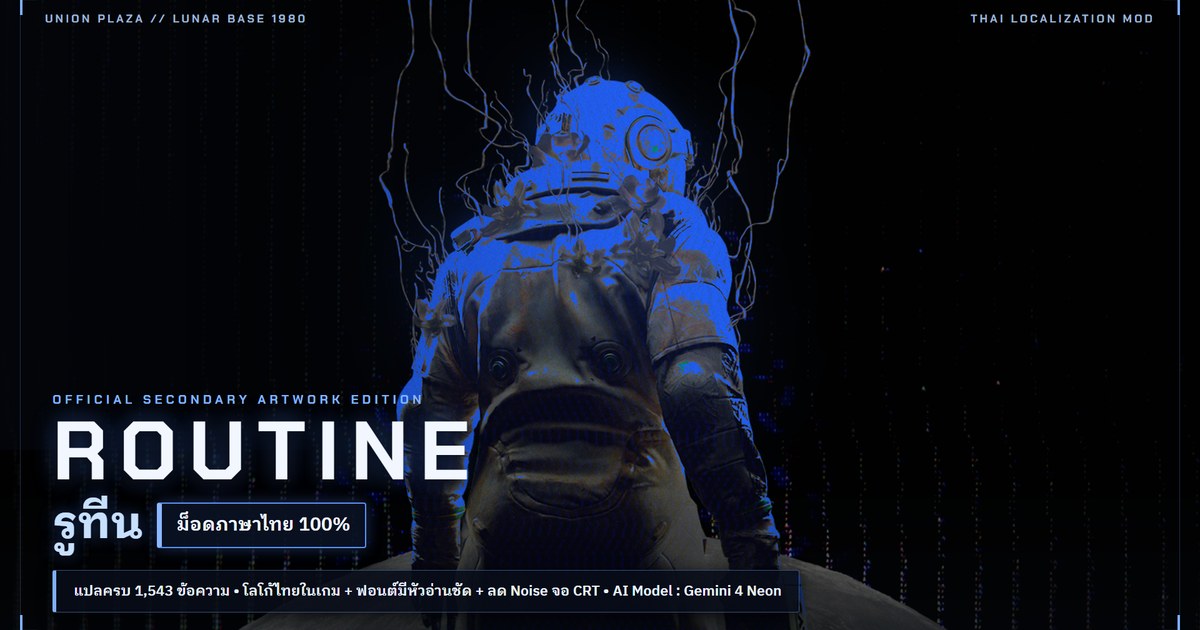 UNION PLAZA // LUNAR BASE 1980
THAI LOCALIZATION MOD
OFFICIAL SECONDARY ARTWORK EDITION
ROUTINE
รูทีน
ม็อดภาษาไทย 100%
แปลครบ 1,543 ข้อความ • โลโก้ไทยในเกม + ฟอนต์มีหัวอ่านชัด + ลด Noise จอ CRT • AI Model : Gemini 4 Neon